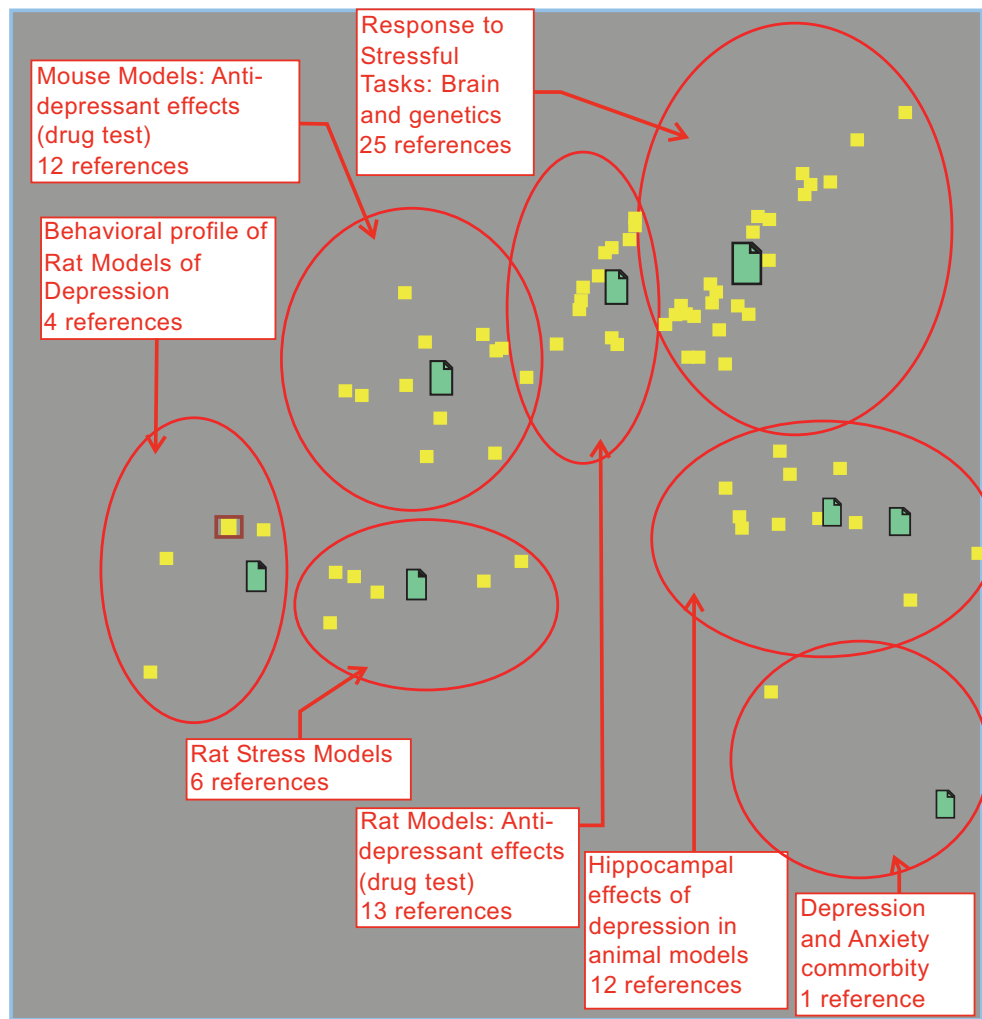 Response to
Stressful
Tasks: Brain
and genetics
25 references
Mouse Models: Anti-
depressant effects
(drug test)
12 references
Behavioral profile of
Rat Models of
Depression
4 references
Rat Stress Models
6 references
Rat Models: Anti-
depressant effects
(drug test)
13 references
Hippocampal
effects of
depression in
animal models
12 references
Depression
and Anxiety
commorbity
1 reference